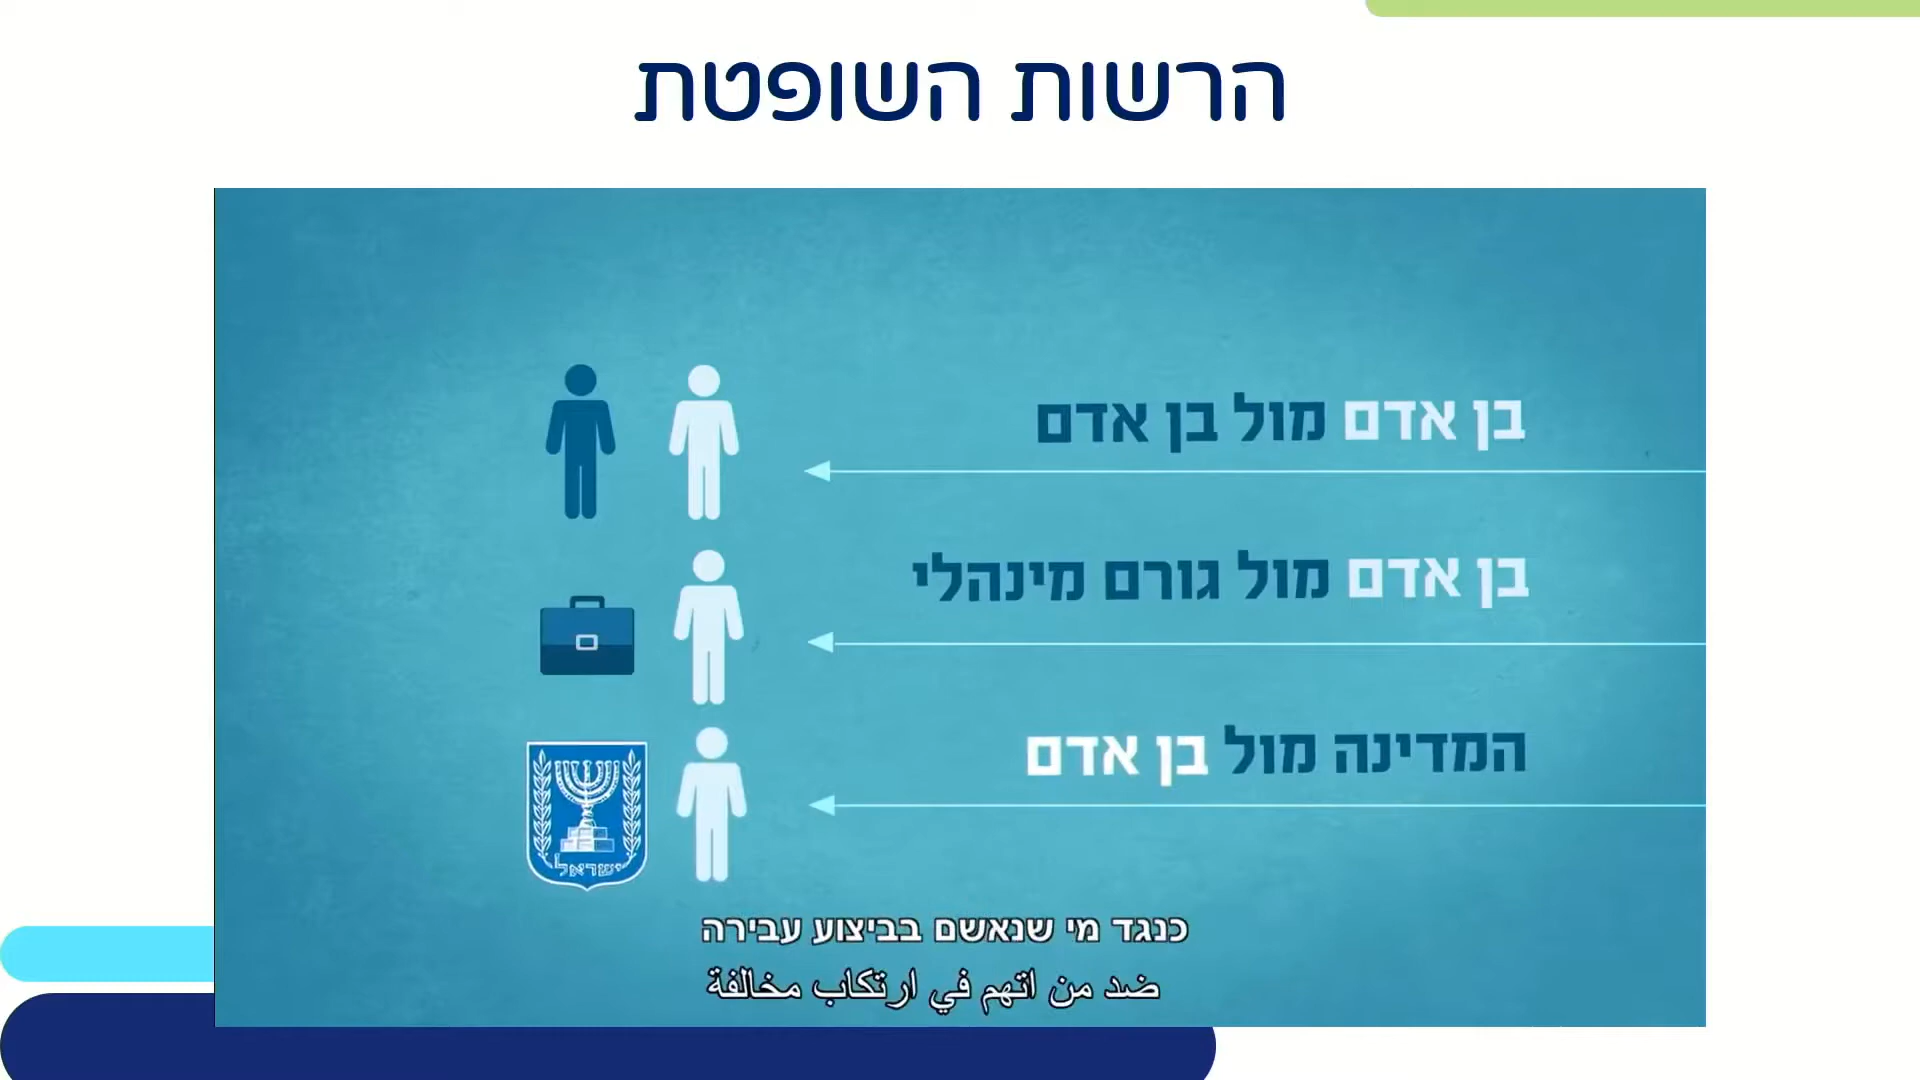 הרשות השופטת
בן אדם מול בן אדם
בן אדם מול גורם מינהלי
המדינה מול בן אדם
ישראל
כנגד מי שנאשם בביצוע עבירה
ضد من اتهم في ارتكاب مخالفة